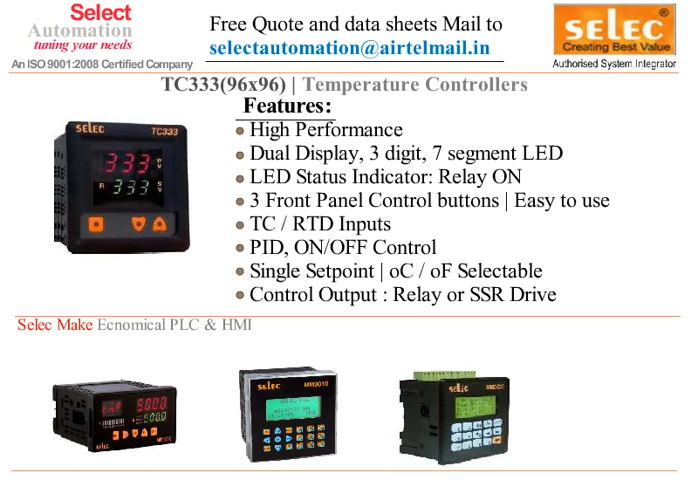 Select
Automation
tuning your needs
An ISO 9001:2008 Certified Company
Free Quote and data sheets Mail to
selectautomation@airtelmail.in
SELEC
Creating Best Value
Authorised System Integrator
TC333(96x96) | Temperature Controllers
Features:
High Performance
Dual Display, 3 digit, 7 segment LED
LED Status Indicator: Relay ON
3 Front Panel Control buttons | Easy to use
TC / RTD Inputs
PID, ON/OFF Control
Single Setpoint | oC / oF Selectable
Control Output : Relay or SSR Drive
SELEC TC333
333 P V
R 333 S V
Selec Make Ecnomical PLC & HMI
selec
SELEC MM3010
SELEC